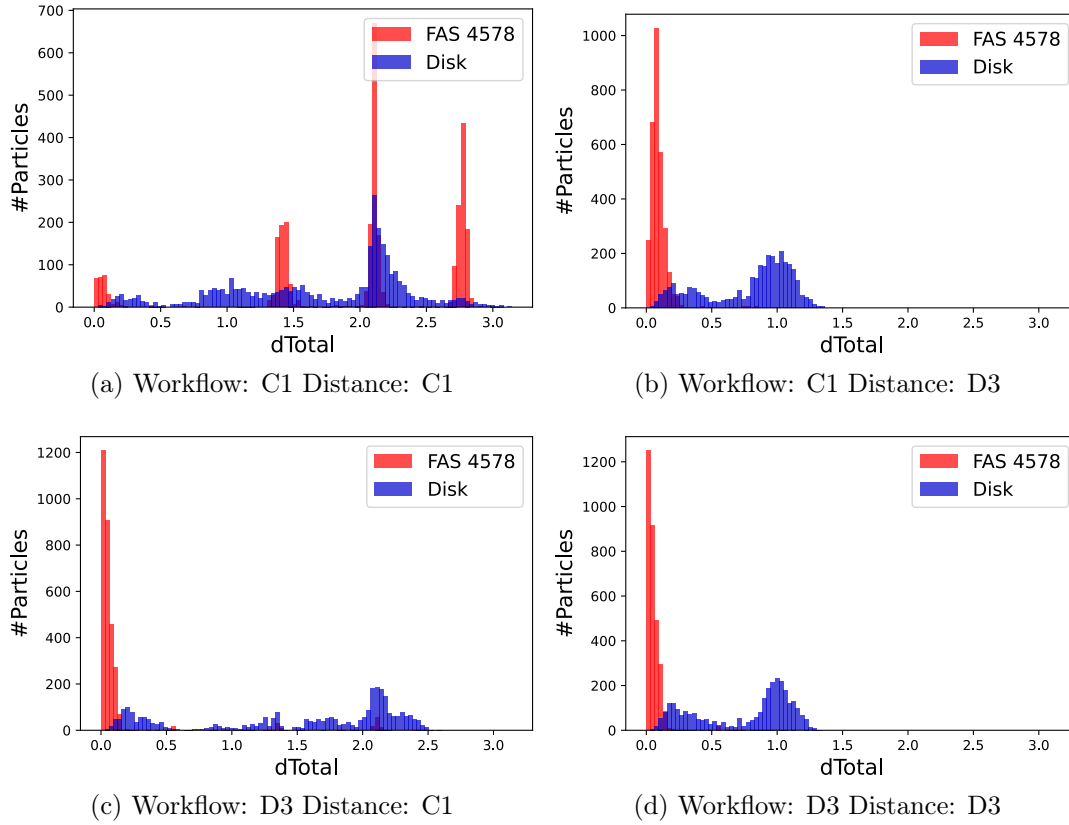 700
600
500
400
300
200
100
0
#Particles
FAS 4578
Disk
0.0 0.5 1.0 1.5 2.0 2.5 3.0
dTotal
(a) Workflow: C1 Distance: C1
1000
800
600
400
200
0
#Particles
FAS 4578
Disk
0.0 0.5 1.0 1.5 2.0 2.5 3.0
dTotal
(b) Workflow: C1 Distance: D3
1200
1000
800
600
400
200
0
#Particles
FAS 4578
Disk
0.0 0.5 1.0 1.5 2.0 2.5 3.0
dTotal
(c) Workflow: D3 Distance: C1
1200
1000
800
600
400
200
0
#Particles
FAS 4578
Disk
0.0 0.5 1.0 1.5 2.0 2.5 3.0
dTotal
(d) Workflow: D3 Distance: D3